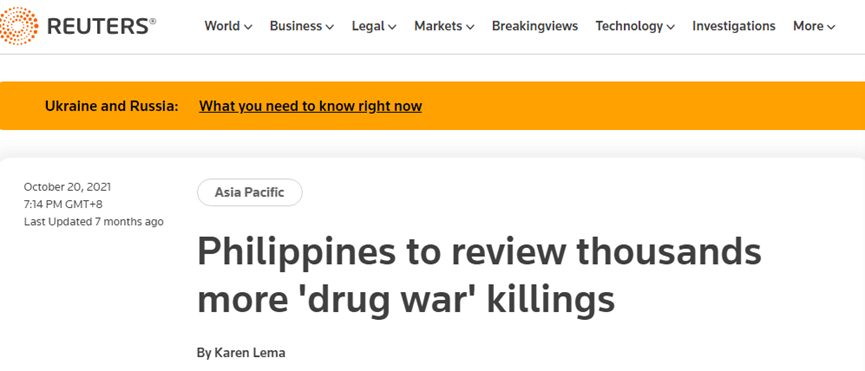 REUTERS®
World Business Legal Markets Breakingviews Technology Investigations More
Ukraine and Russia: What you need to know right now
October 20, 2021
7:14 PM GMT+8
Last Updated 7 months ago
Asia Pacific
Philippines to review thousands
more 'drug war' killings
By Karen Lema